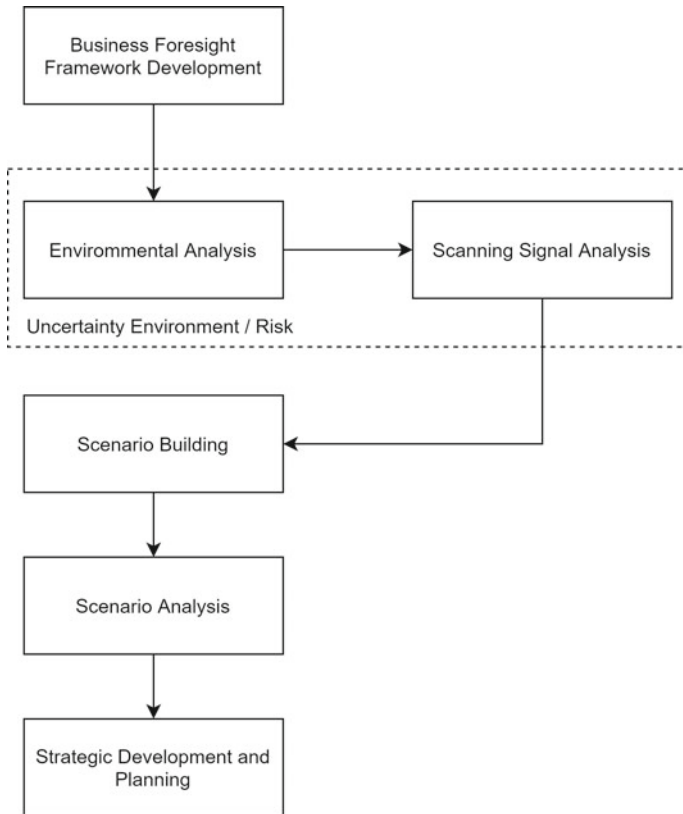 Business Foresight
Framework Development
Envirommental Analysis
Scanning Signal Analysis
Uncertainty Environment / Risk
Scenario Building
Scenario Analysis
Strategic Development and
Planning